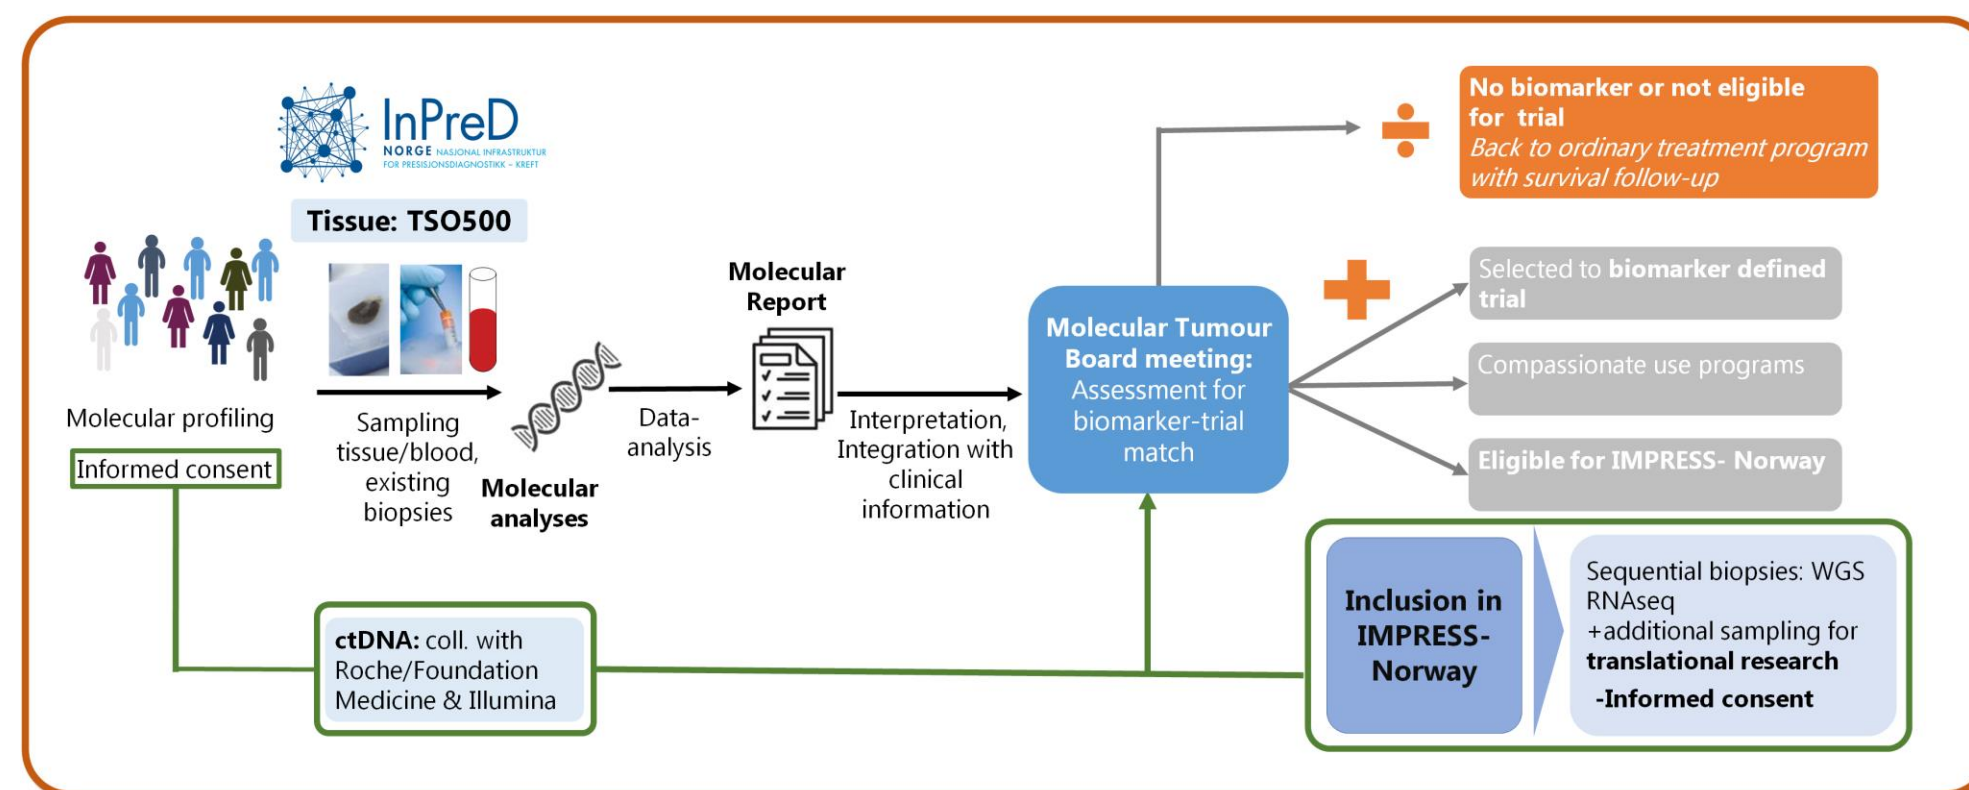 InPreD
NORGE NASJONAL INFRASTRUKTUR
FOR PRESISJONSDIAGNOSTIKK – KREFT
Tissue: TSO500
Molecular profiling
Informed consent
Sampling
tissue/blood,
existing
biopsies
Molecular
analyses
Data-
analysis
Molecular
Report
Interpretation,
Integration with
clinical
information
Molecular Tumour
Board meeting:
Assessment for
biomarker-trial
match
No biomarker or not eligible
for trial
Back to ordinary treatment program
with survival follow-up
Selected to biomarker defined
trial
Compassionate use programs
Eligible for IMPRESS- Norway
ctDNA: coll. with
Roche/Foundation
Medicine & Illumina
Inclusion in
IMPRESS-
Norway
Sequential biopsies: WGS
RNAseq
+additional sampling for
translational research
-Informed consent